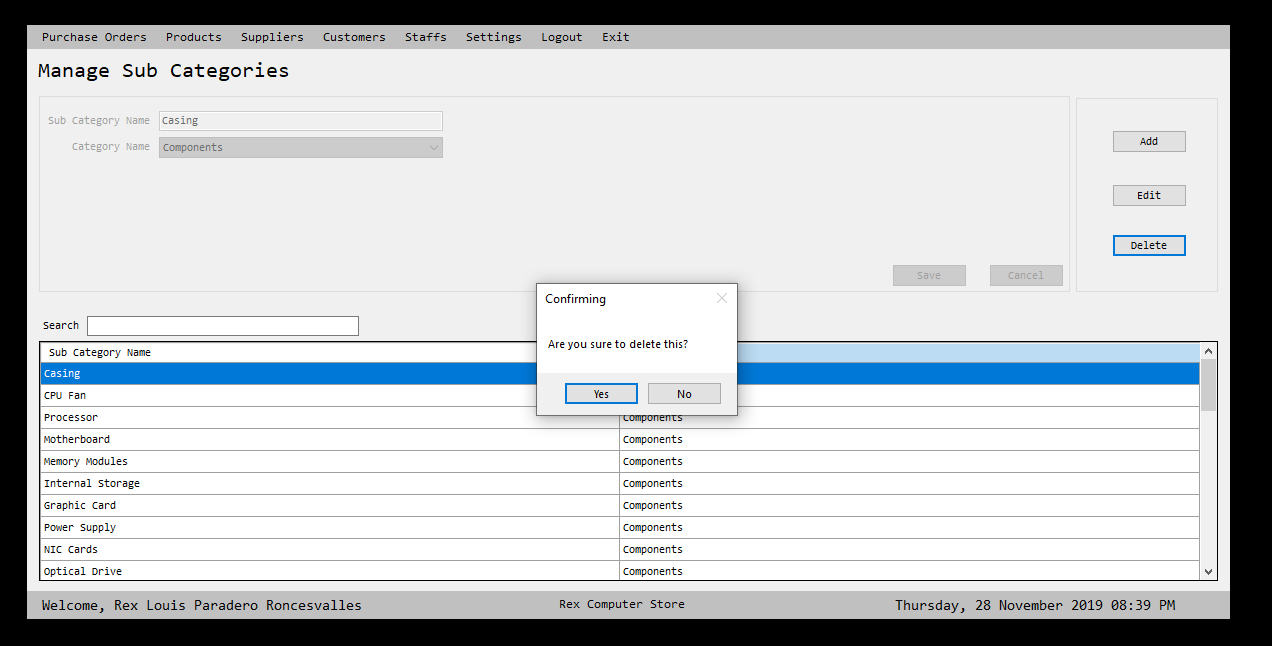 Purchase Orders Products Suppliers Customers Staffs Settings Logout Exit
Manage Sub Categories
Sub Category Name Casing
Category Name Components
Add
Edit
Delete
Save Cancel
Confirming
Are you sure to delete this?
Yes No
Search
Sub Category Name
Casing
CPU Fan
Processor Components
Motherboard Components
Memory Modules Components
Internal Storage Components
Graphic Card Components
Power Supply Components
NIC Cards Components
Optical Drive Components
Welcome, Rex Louis Paradero Roncesvalles Rex Computer Store Thursday, 28 November 2019 08:39 PM